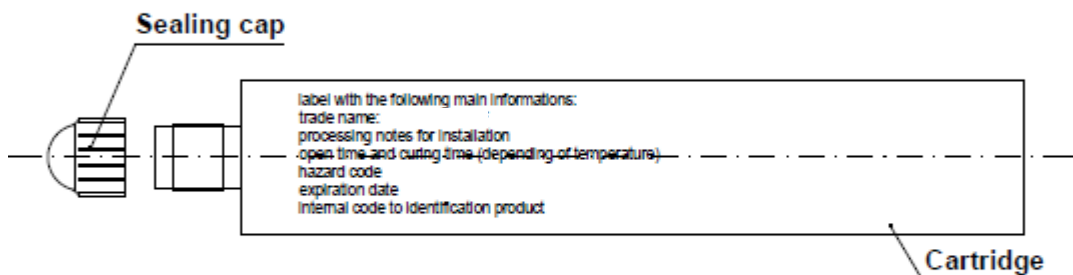 Sealing cap
label with the following main informations:
trade name:
processing notes for installation
open time and curing time (depending of temperature)
hazard code
expiration date
internal code to identification product
Cartridge